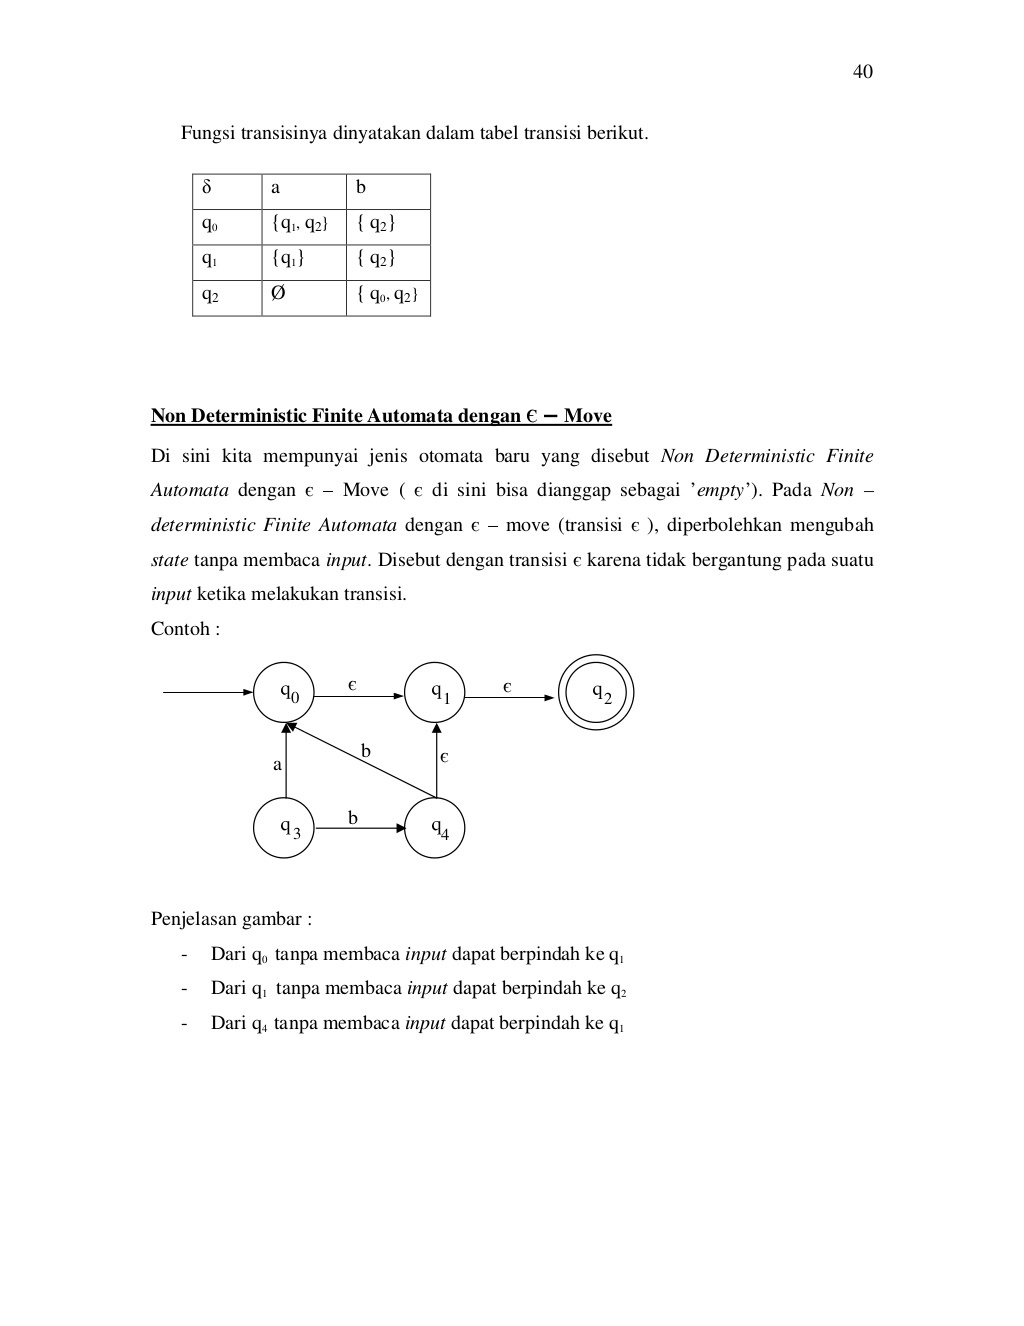 40
Fungsi transisinya dinyatakan dalam tabel transisi berikut.
δ a b
q0 {q1, q2} { q2}
q1 {q1} { q2}
q2 Ø { q0, q2}
Non Deterministic Finite Automata dengan Є – Move
Di sini kita mempunyai jenis otomata baru yang disebut Non Deterministic Finite
Automata dengan є – Move ( є di sini bisa dianggap sebagai ’empty’). Pada Non –
deterministic Finite Automata dengan є – move (transisi є ), diperbolehkan mengubah
state tanpa membaca input. Disebut dengan transisi є karena tidak bergantung pada suatu
input ketika melakukan transisi.
Contoh :
q0 є q1 є q2
a b є
q3 b q4
Penjelasan gambar :
- Dari q0 tanpa membaca input dapat berpindah ke q1
- Dari q1 tanpa membaca input dapat berpindah ke q2
- Dari q4 tanpa membaca input dapat berpindah ke q1